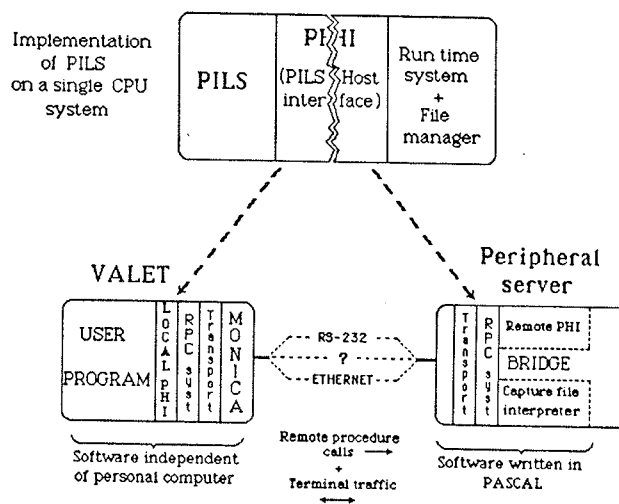 Implementation
of PILS
on a single CPU
system
PILS
PHI
(PILS Host
inter face)
Run time
system
+
File
manager
VALET
Peripheral
server
USER
PROGRAM
LOCAL PHI
RPC syst
Transport
MONICA
RS-232
?
ETHERNET
Transport
RPC syst
Remote PHI
BRIDGE
Capture file
interpreter
Software independent
of personal computer
Remote procedure
calls
+
Terminal traffic
Software written in
PASCAL